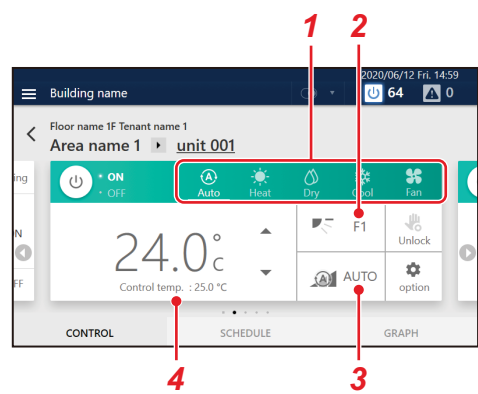 1 2
2020/06/12 Fri. 14:59
Building name 64 0
Floor name 1F Tenant name 1
Area name 1 unit 001
ing ON OFF Auto Heat Dry Cool Fan
F1 Unlock
N
24.0°c
AUTO option
FF Control temp. : 25.0 °C
CONTROL SCHEDULE GRAPH
4 3